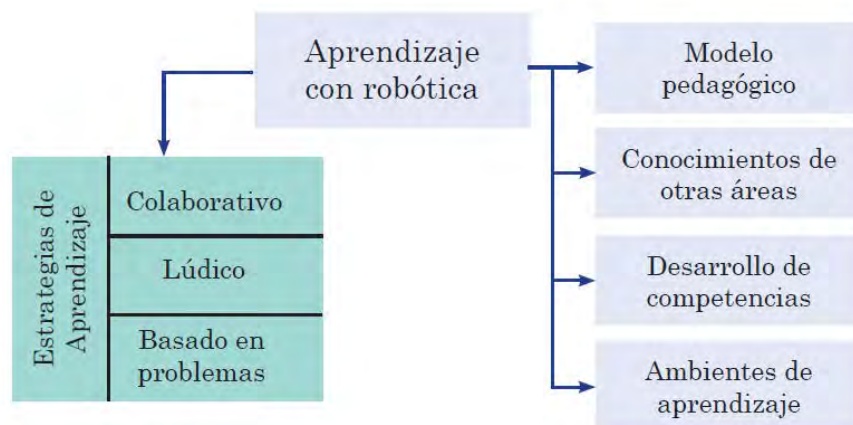 Aprendizaje
con robótica
Modelo
pedagógico
Conocimientos de
otras áreas
Desarrollo de
competencias
Ambientes de
aprendizaje
Estrategias de
Aprendizaje
Colaborativo
Lúdico
Basado en
problemas